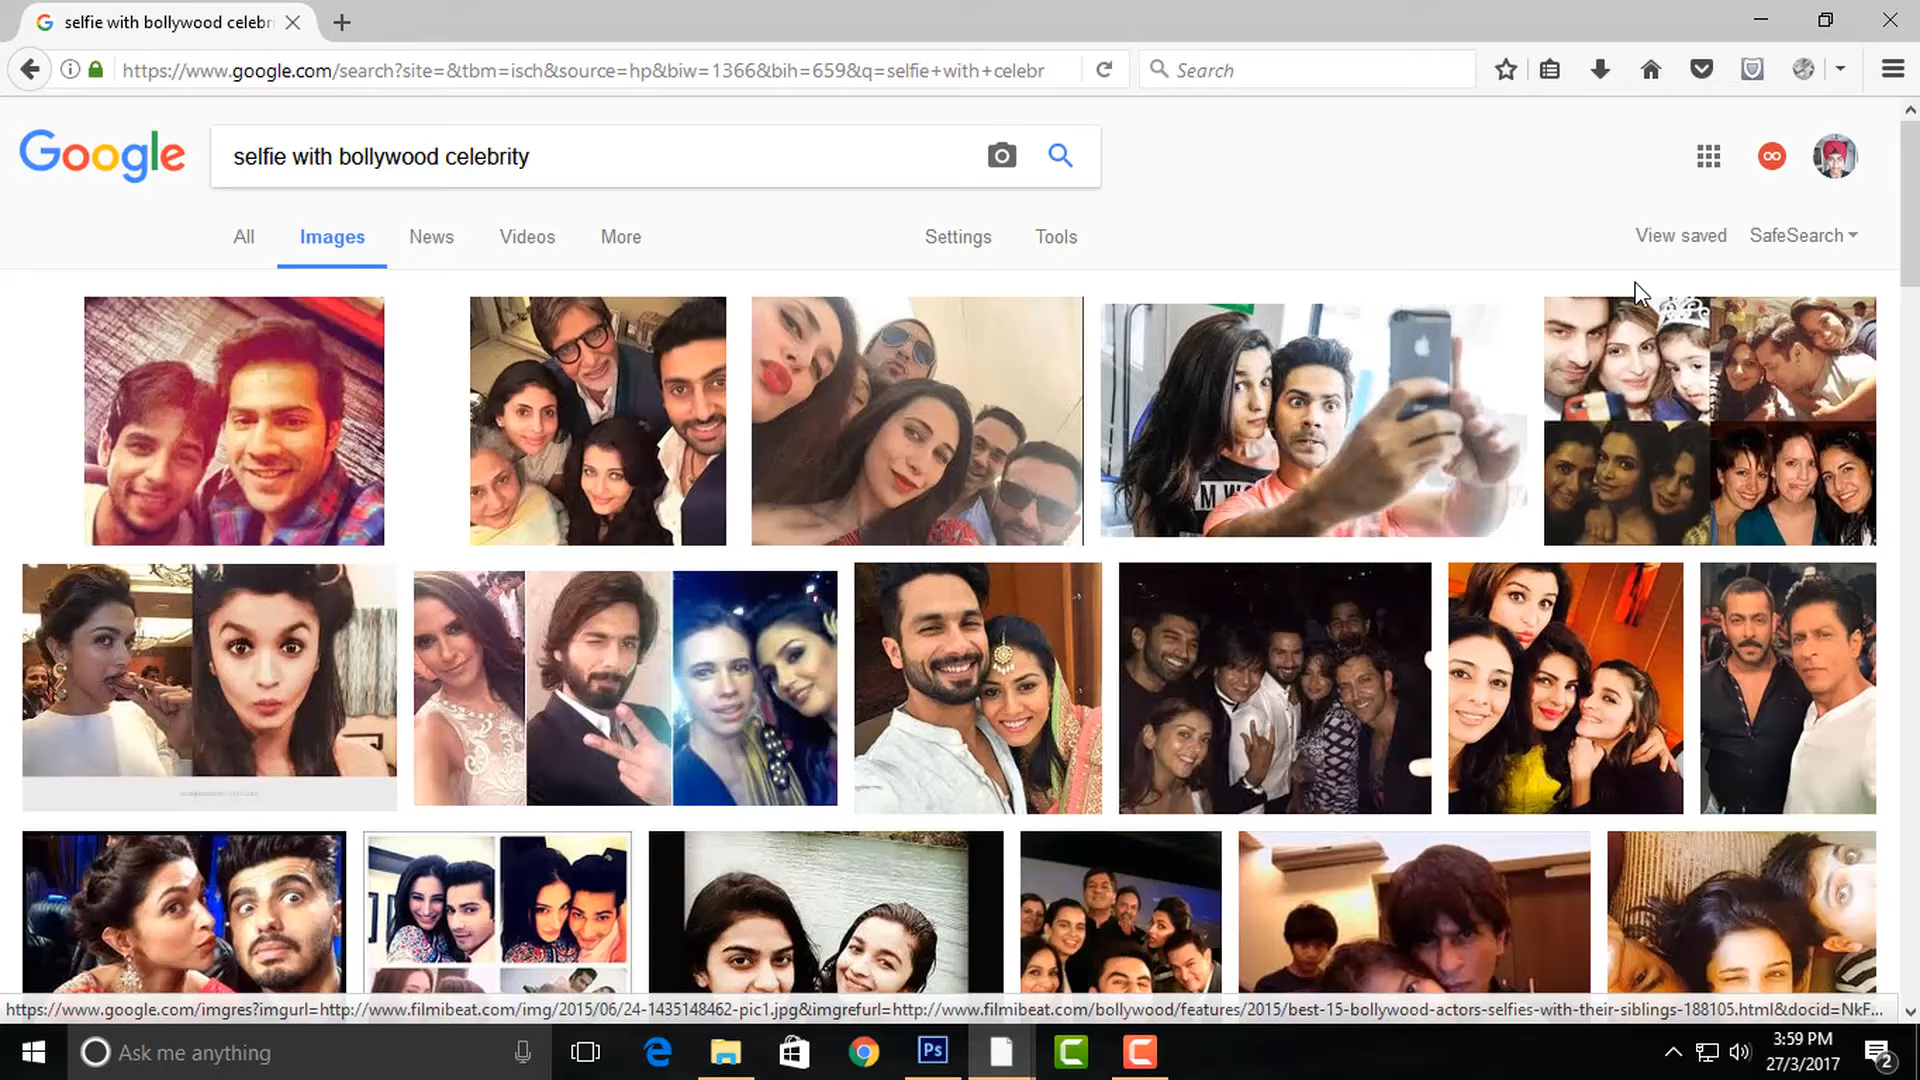 selfie with bollywood celebri
https://www.google.com/search?site=&tbm=isch&source=hp&biw=1366&bih=659&q=selfie+with+celebr
Search
Google
selfie with bollywood celebrity
All
Images
News
Videos
More
Settings
Tools
View saved
SafeSearch
https://www.google.com/imgres?imgurl=http://www.filmibeat.com/img/2015/06/24-1435148462-pic1.jpg&imgrefurl=http://www.filmibeat.com/bollywood/features/2015/best-15-bollywood-actors-selfies-with-their-siblings-188105.html&docid=NkF...
Ask me anything
Ps
3:59 PM
27/3/2017
2